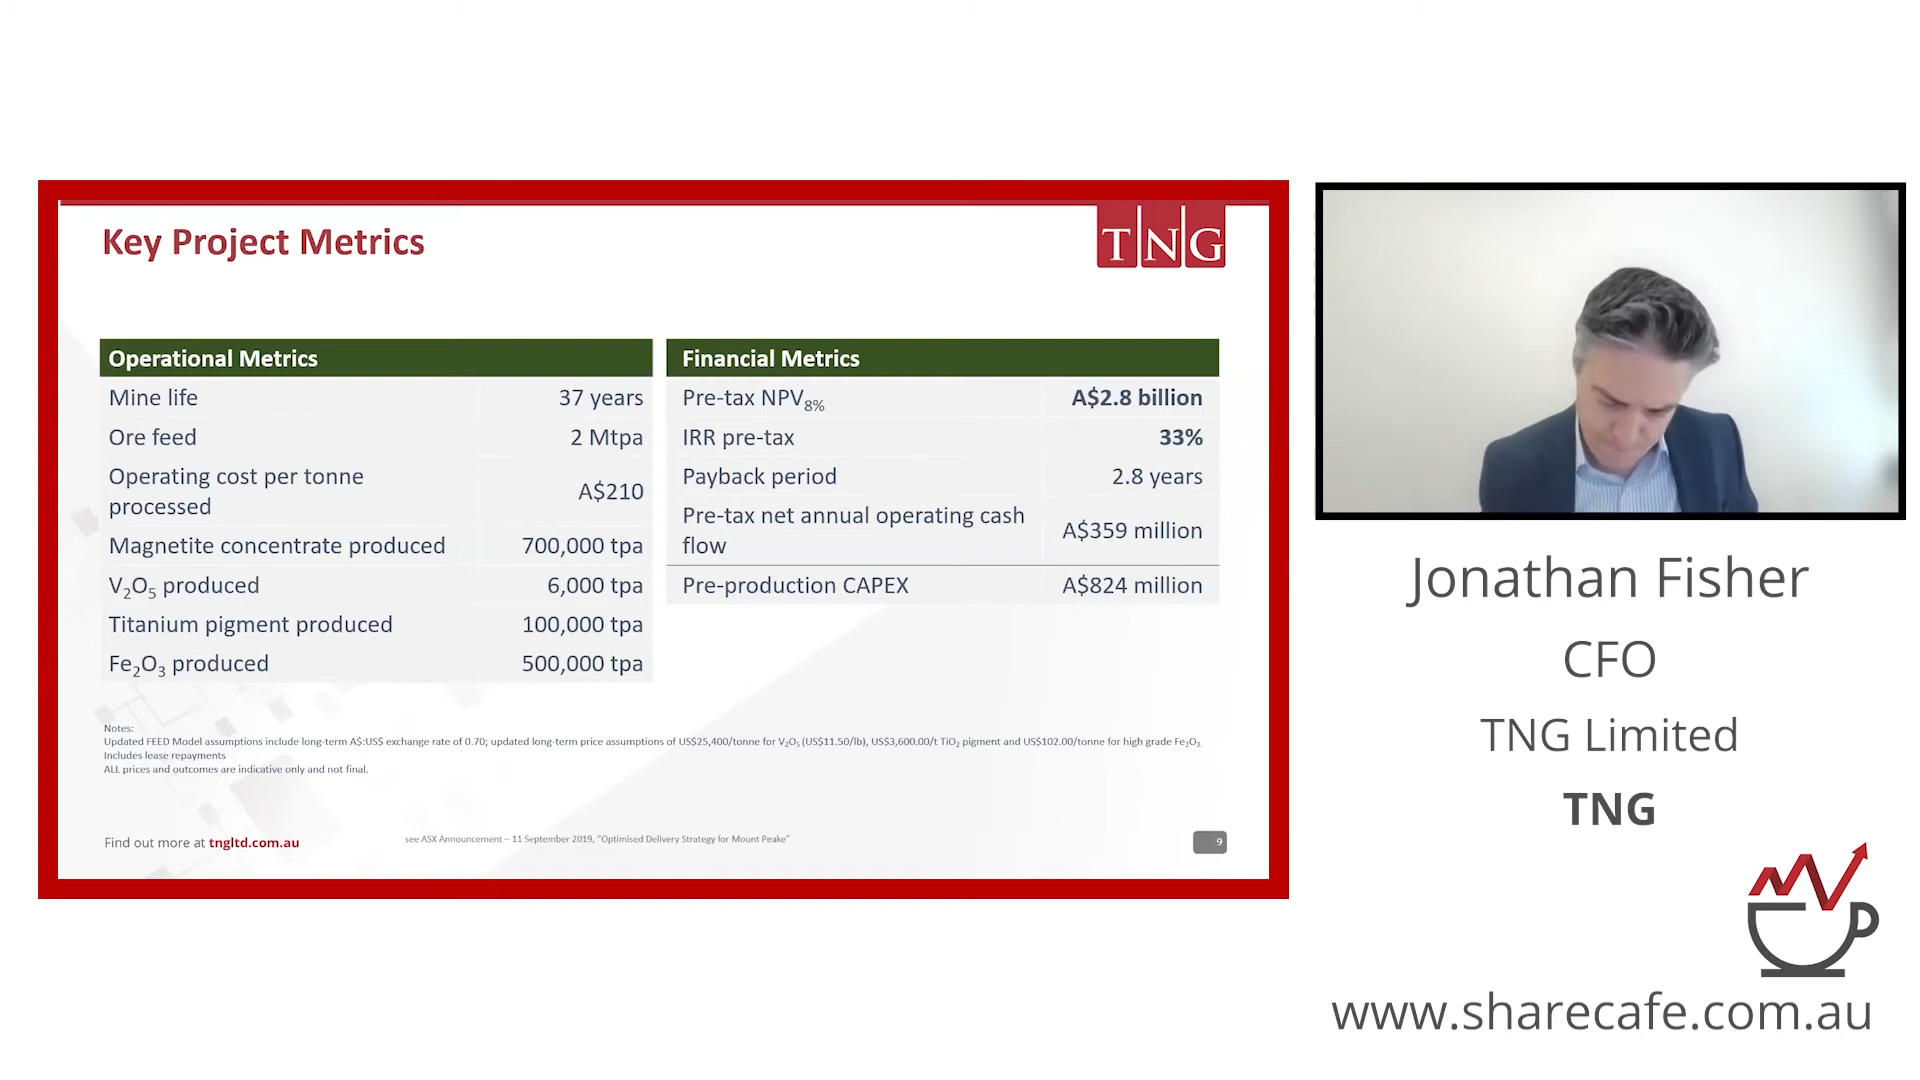 Key Project Metrics
TNG
Operational Metrics
Mine life 37 years
Ore feed 2 Mtpa
Operating cost per tonne
processed A$210
Magnetite concentrate produced 700,000 tpa
V₂O₅ produced 6,000 tpa
Titanium pigment produced 100,000 tpa
Fe₂O₃ produced 500,000 tpa
Financial Metrics
Pre-tax NPV₈% A$2.8 billion
IRR pre-tax 33%
Payback period 2.8 years
Pre-tax net annual operating cash
flow A$359 million
Pre-production CAPEX A$824 million
Notes:
Updated FEED Model assumptions include long-term A$:US$ exchange rate of 0.70; updated long-term price assumptions of US$25,400/tonne for V₂O₅ (US$11.50/lb), US$3,600.00/t TiO₂ pigment and US$102.00/tonne for high grade Fe₂O₃.
Includes lease repayments
ALL prices and outcomes are indicative only and not final.
Find out more at tngltd.com.au
see ASX Announcement – 11 September 2019, "Optimised Delivery Strategy for Mount Peake"
9
Jonathan Fisher
CFO
TNG Limited
TNG
www.sharecafe.com.au